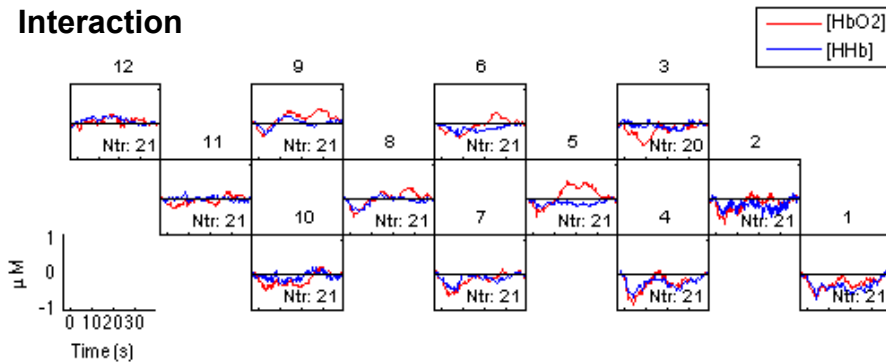 Interaction
[HbO2]
[HHb]
12 9 6 3
Ntr: 21 Ntr: 21 Ntr: 21 Ntr: 20
11 8 5 2
Ntr: 21 Ntr: 21 Ntr: 21 Ntr: 21
10 7 4 1
Ntr: 21 Ntr: 21 Ntr: 21 Ntr: 21
1
0
-1
μM
0 102030
Time (s)